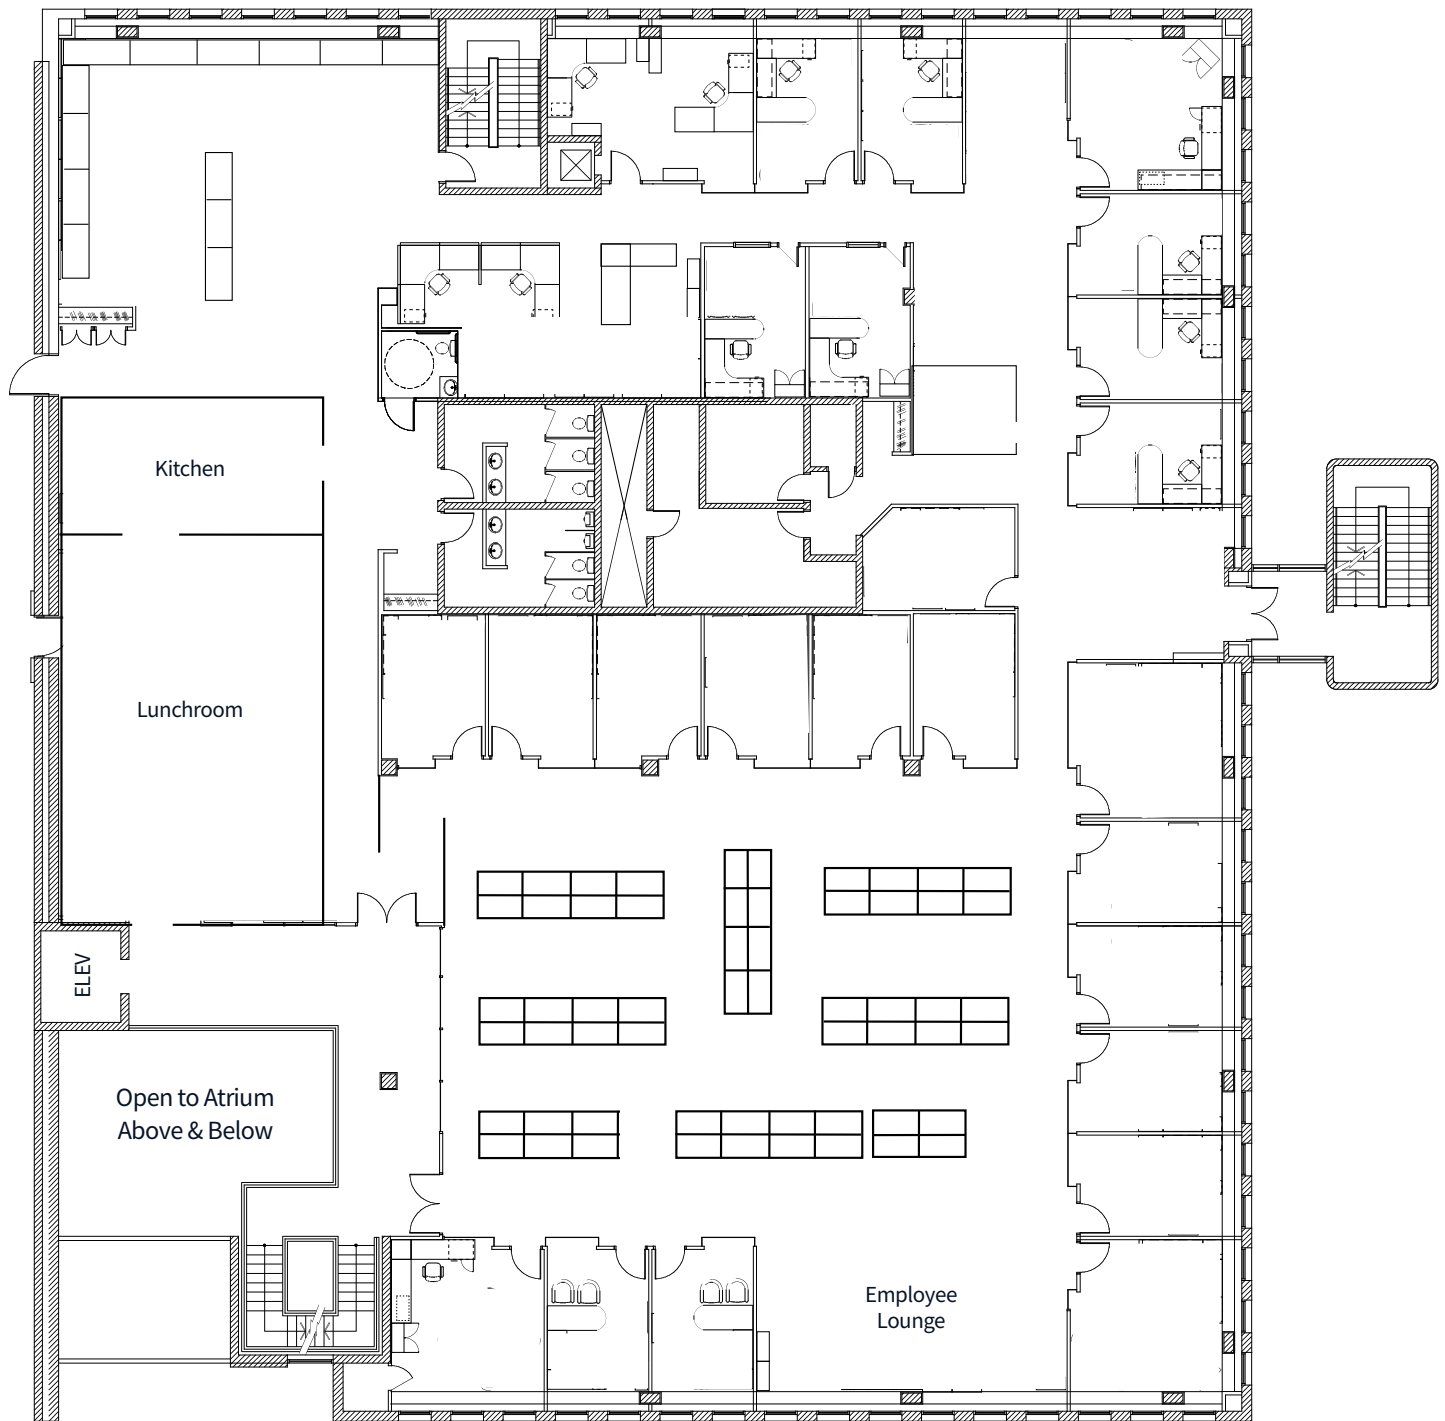 Kitchen
Lunchroom
ELEV
Open to Atrium
Above & Below
Employee
Lounge